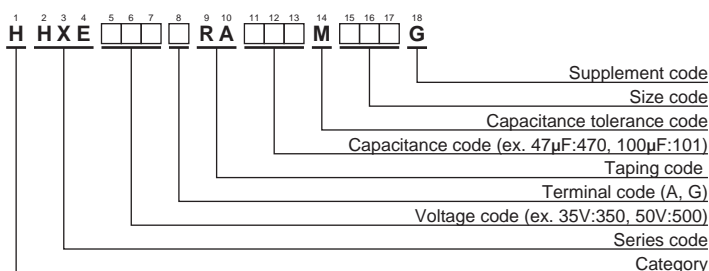 1 2 3 4 5 6 7 8 9 10 11 12 13 14 15 16 17 18
H HXE □□□ □ RA □□□ M □□□ G
Supplement code
Size code
Capacitance tolerance code
Capacitance code (ex. 47µF:470, 100µF:101)
Taping code
Terminal code (A, G)
Voltage code (ex. 35V:350, 50V:500)
Series code
Category